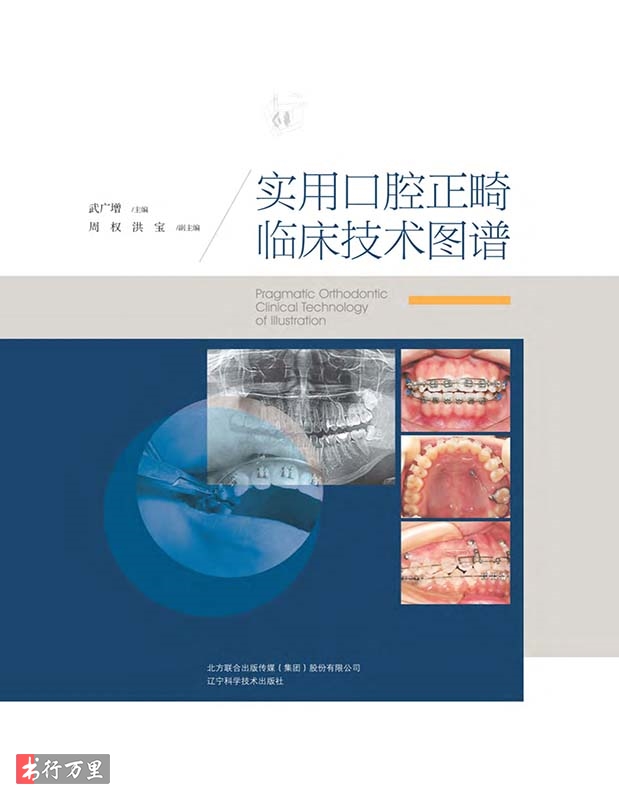 实用口腔正畸
临床技术图谱
武广增 /主编
周 权 洪 宝 /副主编
Pragmatic Orthodontic
Clinical Technology
of Illustration
北方联合出版传媒(集团)股份有限公司
辽宁科学技术出版社
书行万里